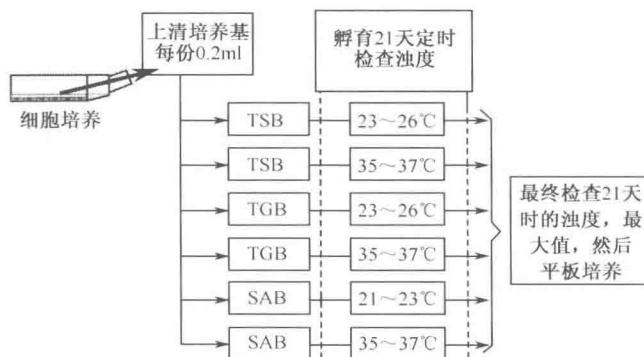 上清培养基
每份0.2ml
孵育21天定时
检查浊度
细胞培养
TSB
23～26℃
TSB
35～37℃
TGB
23～26℃
TGB
35～37℃
SAB
21～23℃
SAB
35～37℃
最终检查21天
时的浊度，最
大值，然后
平板培养